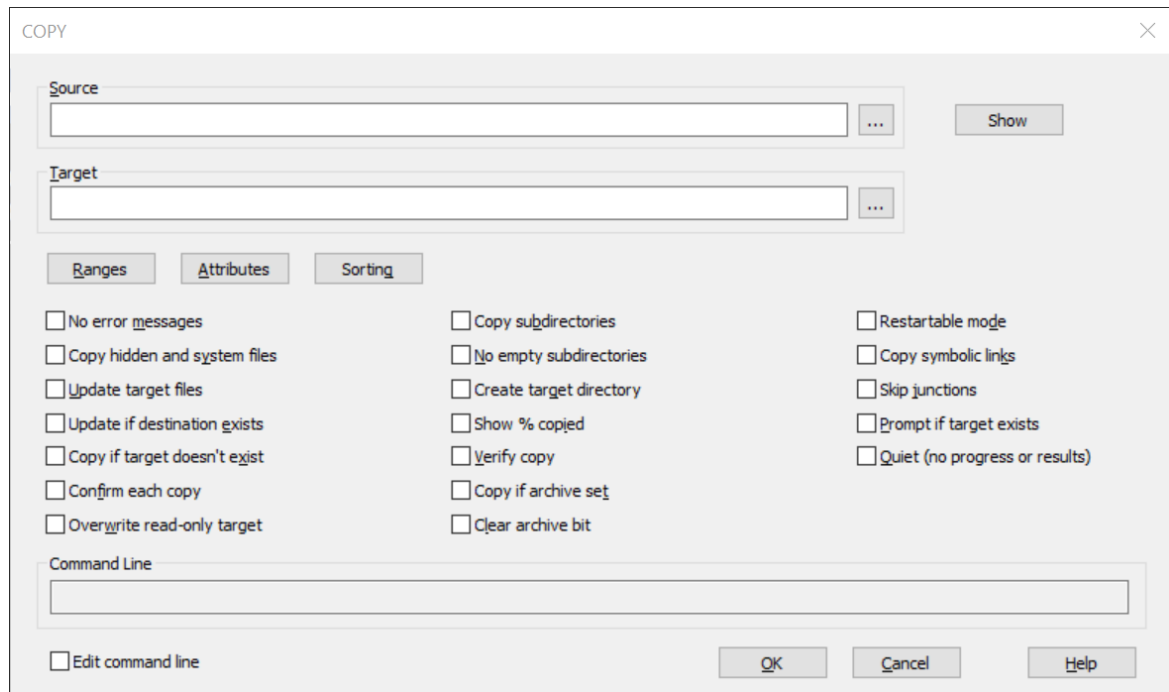 COPY
Source
... Show
Target
...
Ranges Attributes Sorting
No error messages Copy subdirectories Restartable mode
Copy hidden and system files No empty subdirectories Copy symbolic links
Update target files Create target directory Skip junctions
Update if destination exists Show % copied Prompt if target exists
Copy if target doesn't exist Verify copy Quiet (no progress or results)
Confirm each copy Copy if archive set
Overwrite read-only target Clear archive bit
Command Line
Edit command line OK Cancel Help